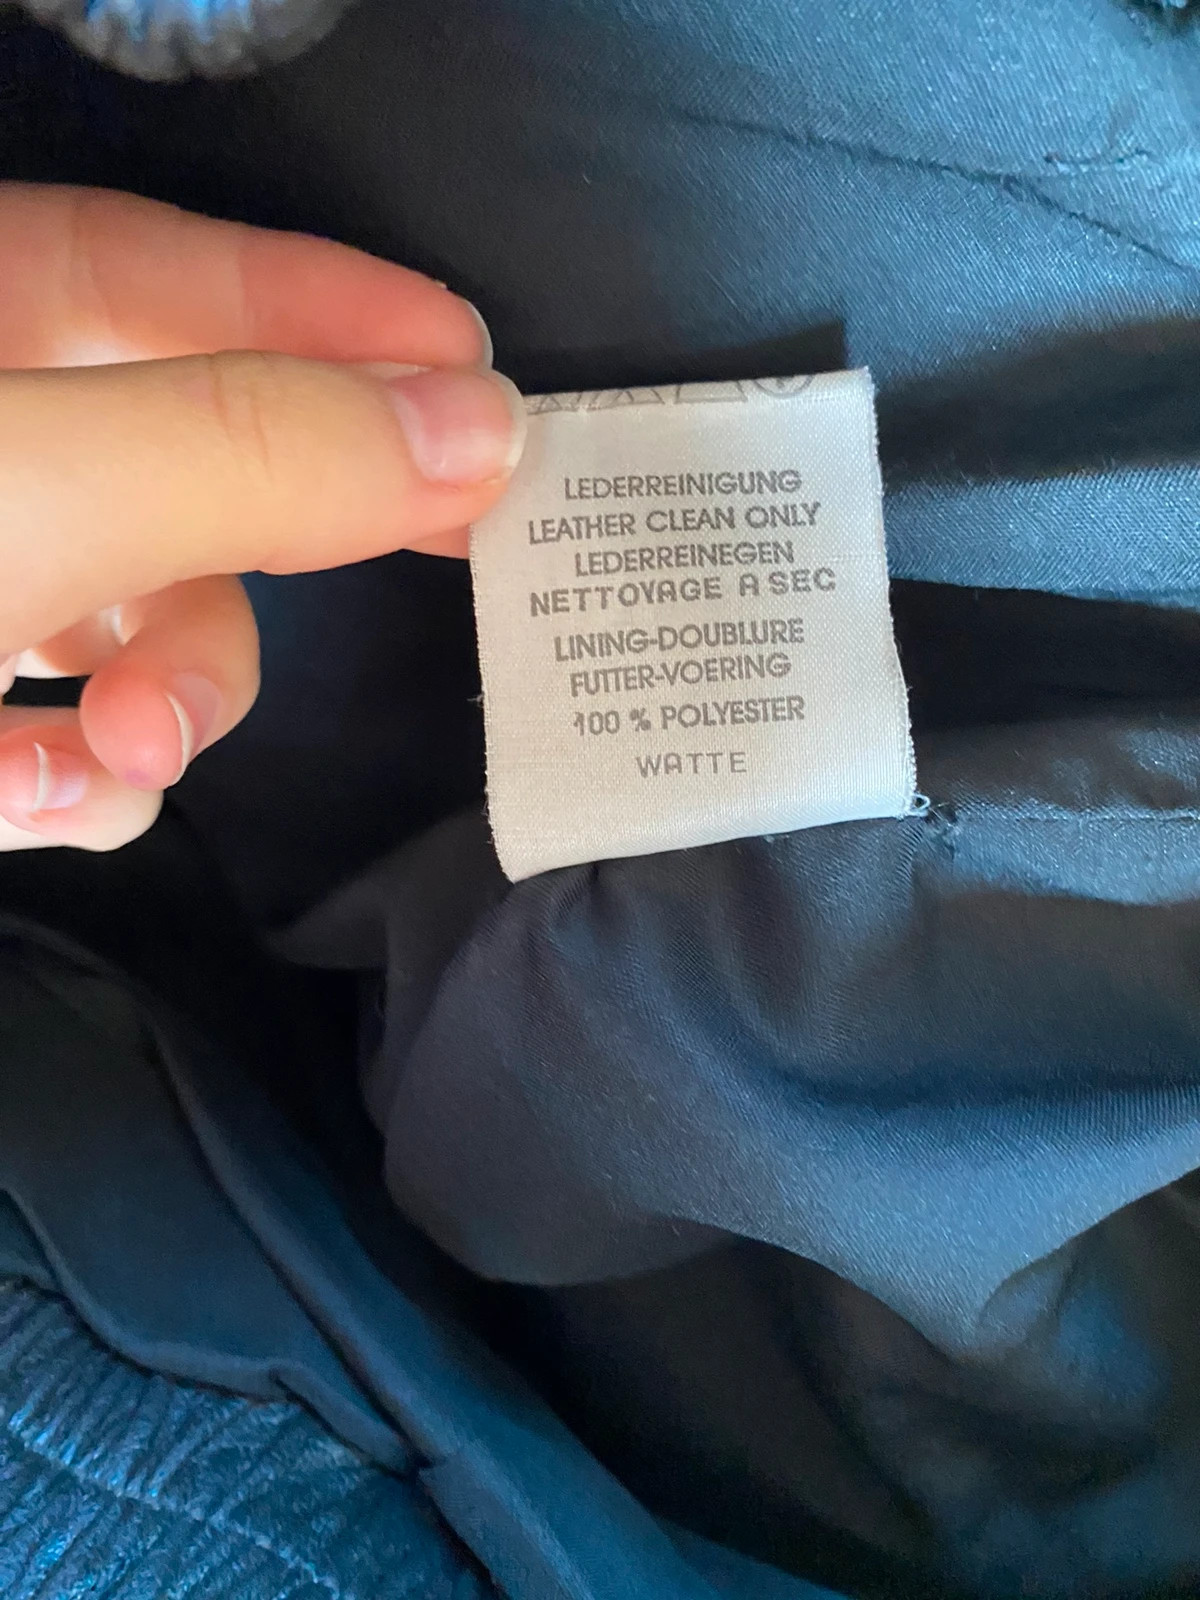 LEDERREINIGUNG
LEATHER CLEAN ONLY
LEDERREINEGEN
NETTOYAGE A SEC
LINING-DOUBLURE
FUTTER-VOERING
100 % POLYESTER
WATTE